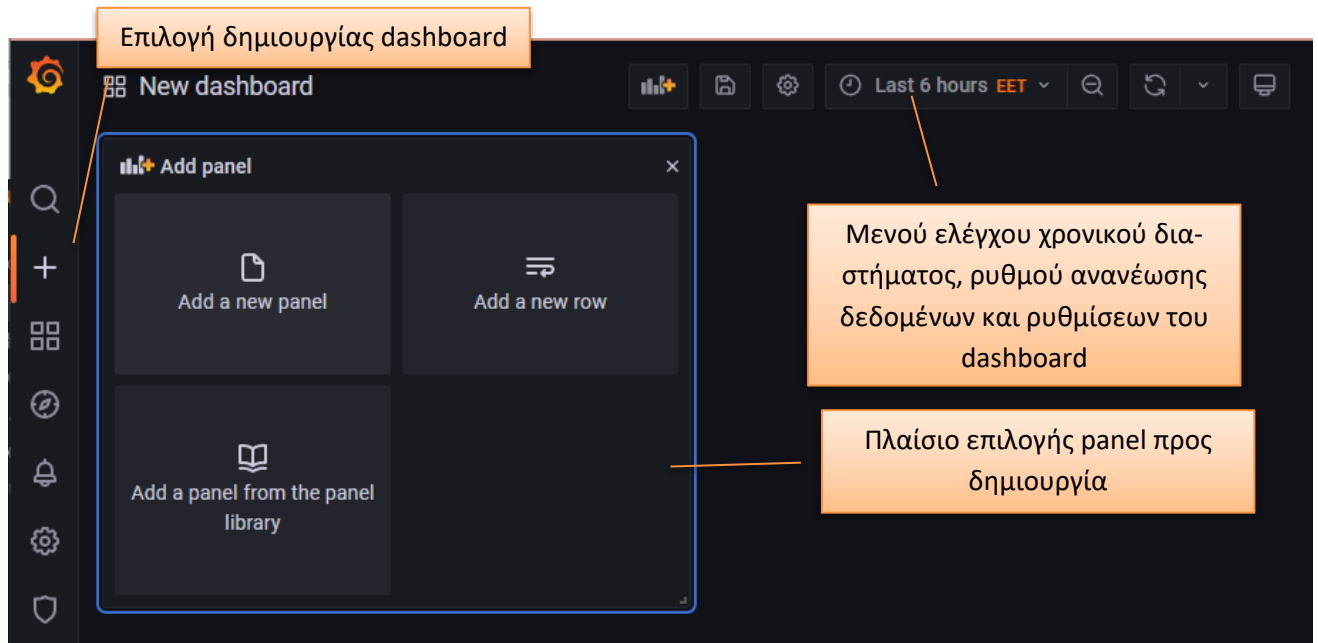 Επιλογή δημιουργίας dashboard
New dashboard
Last 6 hours EET
Add panel
Add a new panel
Add a new row
Add a panel from the panel
library
Μενού ελέγχου χρονικού δια-
στήματος, ρυθμού ανανέωσης
δεδομένων και ρυθμίσεων του
dashboard
Πλαίσιο επιλογής panel προς
δημιουργία